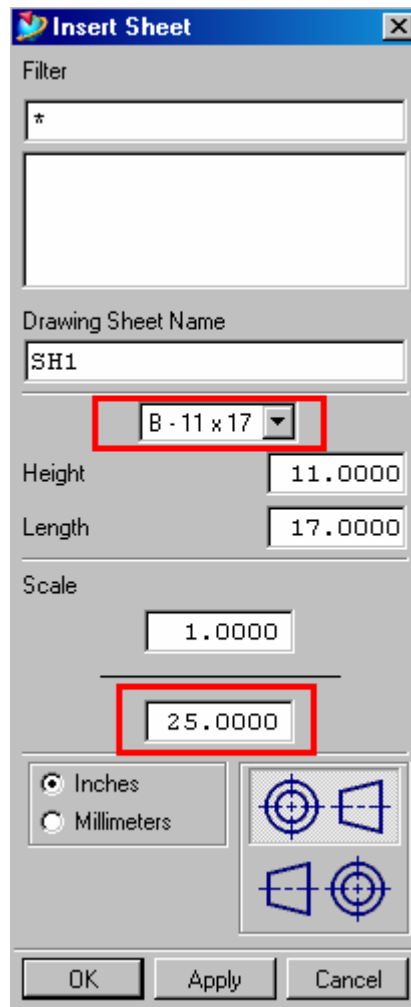 Insert Sheet
Filter
*
Drawing Sheet Name
SH1
B - 11 x 17
Height 11.0000
Length 17.0000
Scale
1.0000
25.0000
Inches
Millimeters
OK Apply Cancel